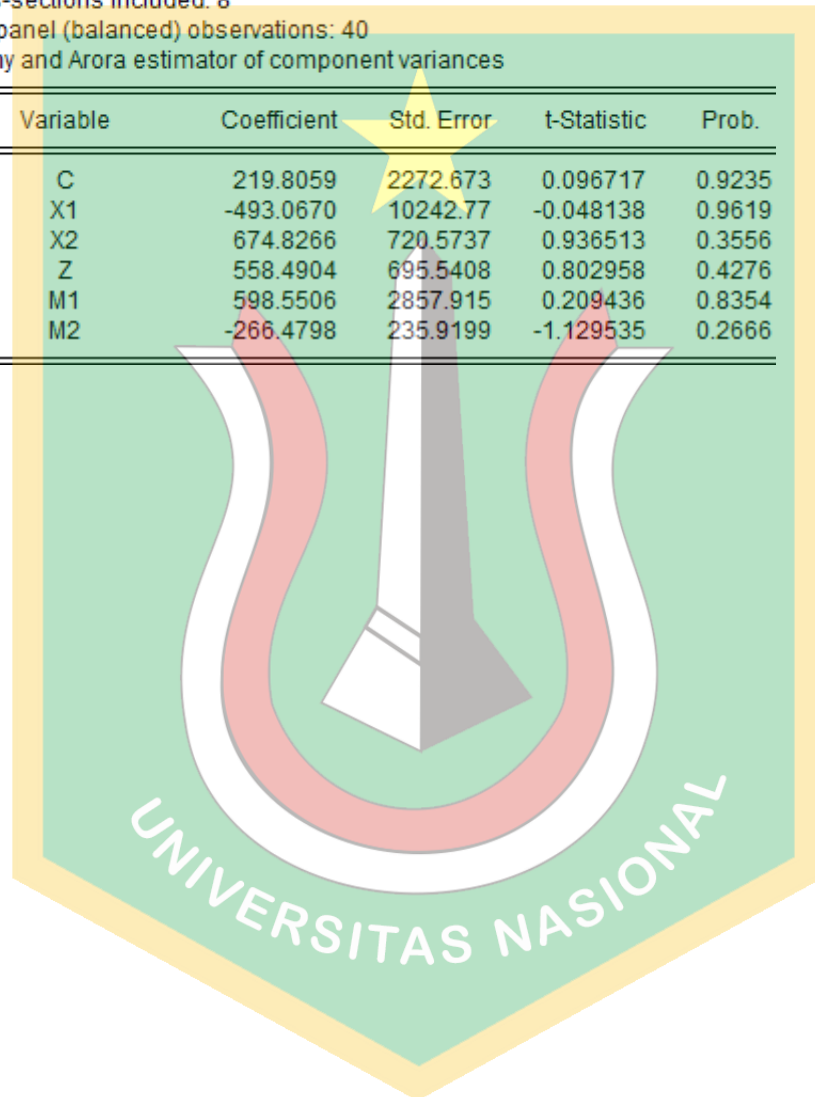 -sections included: 8
panel (balanced) observations: 40
and Arora estimator of component variances
Variable Coefficient Std. Error t-Statistic Prob.
C 219.8059 2272.673 0.096717 0.9235
X1 -493.0670 10242.77 -0.048138 0.9619
X2 674.8266 720.5737 0.936513 0.3556
Z 558.4904 695.5408 0.802958 0.4276
M1 598.5506 2857.915 0.209436 0.8354
M2 -266.4798 235.9199 -1.129535 0.2666
UNIVERSITAS NASIONAL